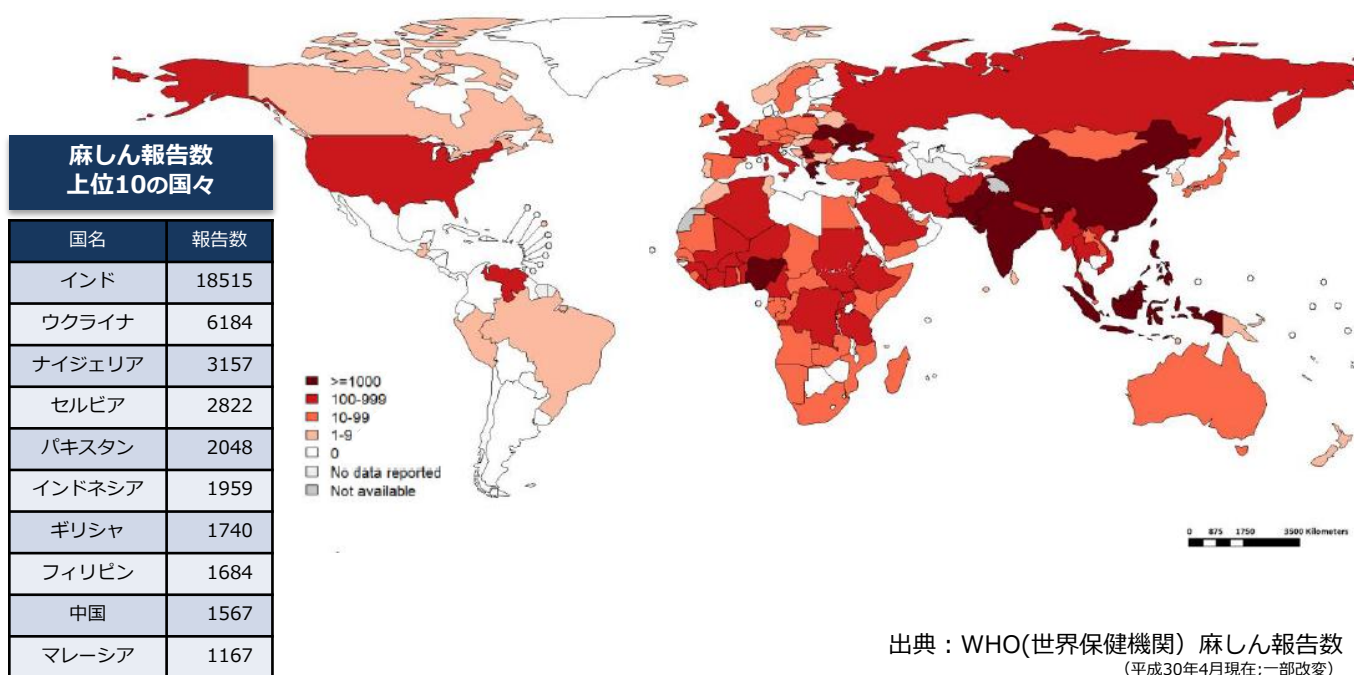 麻しん報告数
上位10の国々
国名 報告数
インド 18515
ウクライナ 6184
ナイジェリア 3157
セルビア 2822
パキスタン 2048
インドネシア 1959
ギリシャ 1740
フィリピン 1684
中国 1567
マレーシア 1167
>=1000
100-999
10-99
1-9
0
No data reported
Not available
0 875 1750 3500 Kilometers
出典：WHO(世界保健機関）麻しん報告数
（平成30年4月現在;一部改変）